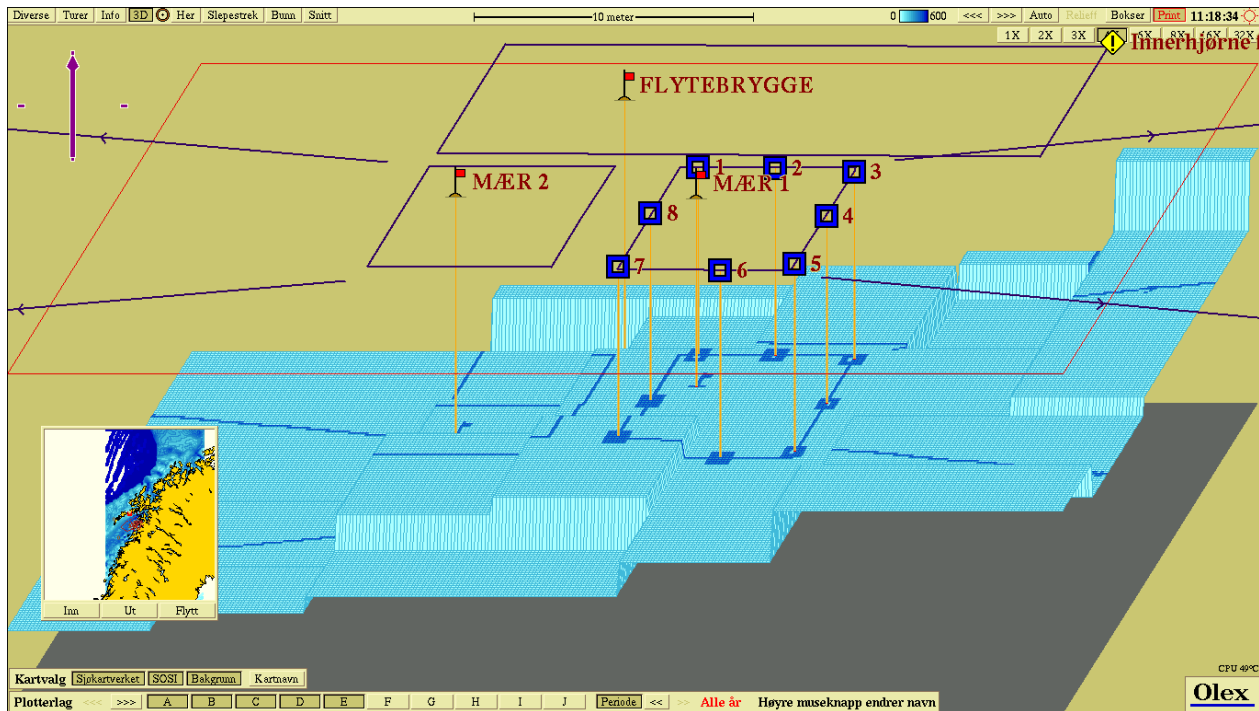 Diverse Turer Info 3D Her Slepestrek Bunn Snitt 10 meter 0 600 <<< >>> Auto Relieff Bokser Print 11:18:34
1X 2X 3X 6X 8X 16X 32X
Innerhjørne
FLYTEBRYGGE
1 2 3
MÆR 2 MÆR 1
8 4
7 6 5
Inn Ut Flytt
CPU 49°C
Kartvalg Sjøkartverket SOSI Bakgrunn Kartnavn
Plotterlag <<< >>> A B C D E F G H I J Periode << >> Alle år Høyre museknapp endrer navn
Olex